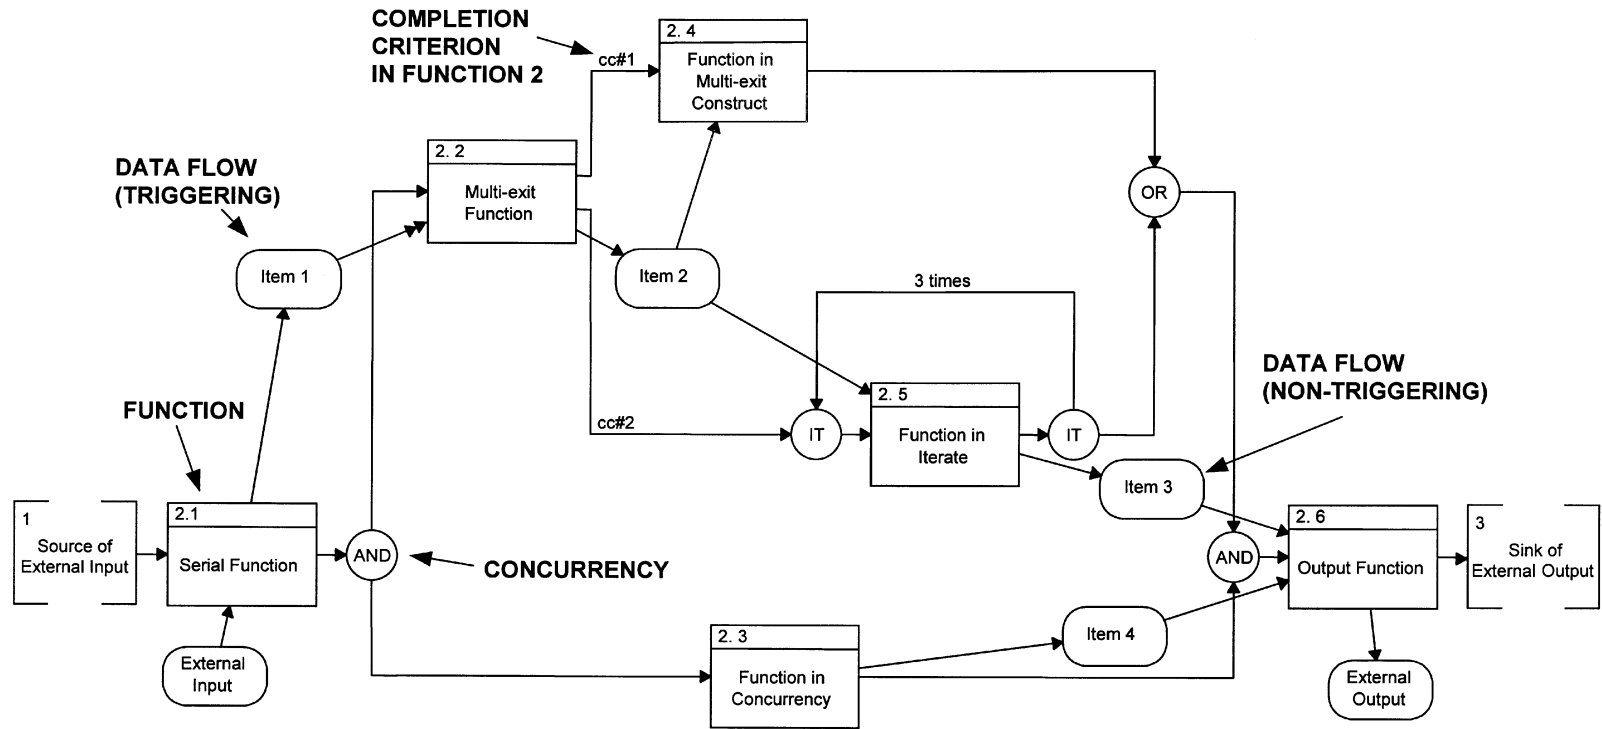 COMPLETION
CRITERION
IN FUNCTION 2
cc#1
2. 4
Function in
Multi-exit
Construct
DATA FLOW
(TRIGGERING)
2. 2
Multi-exit
Function
OR
Item 1
Item 2
3 times
DATA FLOW
(NON-TRIGGERING)
FUNCTION
cc#2
IT
2. 5
Function in
Iterate
IT
Item 3
1
Source of
External Input
2.1
Serial Function
AND
CONCURRENCY
AND
2. 6
Output Function
3
Sink of
External Output
External
Input
2. 3
Function in
Concurrency
Item 4
External
Output